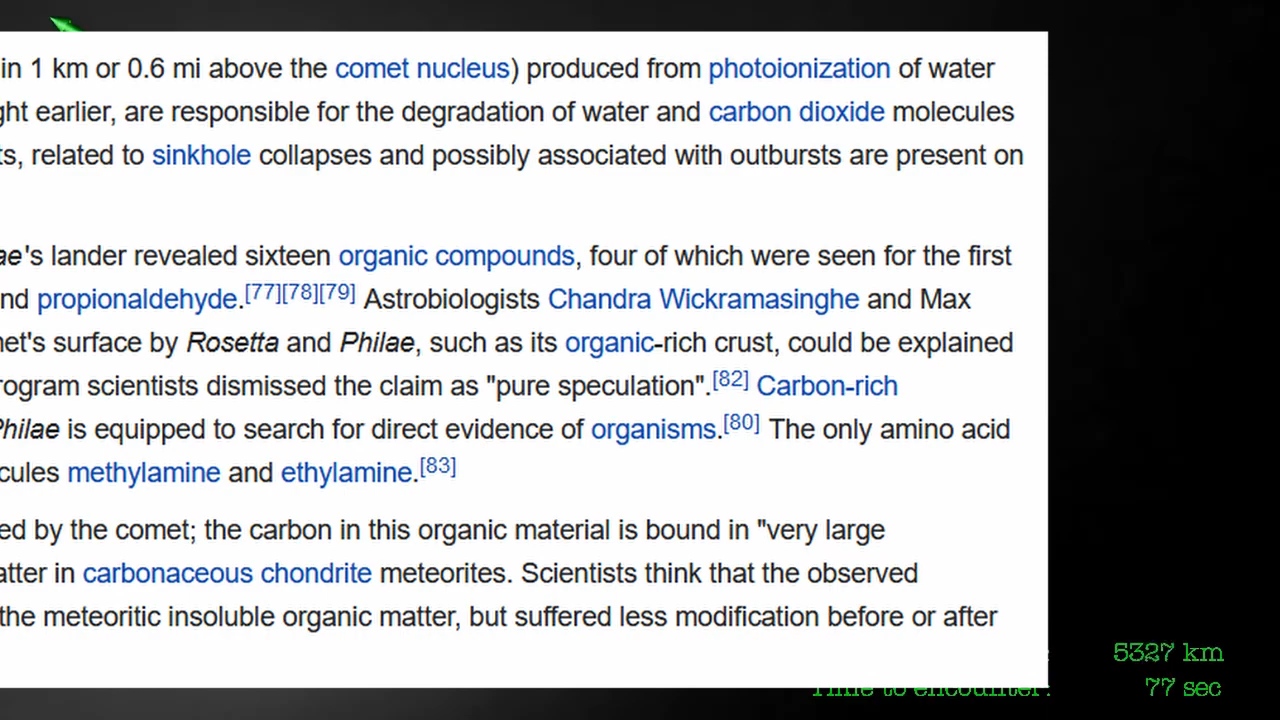 in 1 km or 0.6 mi above the comet nucleus) produced from photoionization of water
ght earlier, are responsible for the degradation of water and carbon dioxide molecules
ts, related to sinkhole collapses and possibly associated with outbursts are present on
ae's lander revealed sixteen organic compounds, four of which were seen for the first
nd propionaldehyde.[77][78][79] Astrobiologists Chandra Wickramasinghe and Max
net's surface by Rosetta and Philae, such as its organic-rich crust, could be explained
rogram scientists dismissed the claim as "pure speculation".[82] Carbon-rich
Philae is equipped to search for direct evidence of organisms.[80] The only amino acid
cules methylamine and ethylamine.[83]
ed by the comet; the carbon in this organic material is bound in "very large
atter in carbonaceous chondrite meteorites. Scientists think that the observed
the meteoritic insoluble organic matter, but suffered less modification before or after
5327 km
Time to encounter: 77 sec